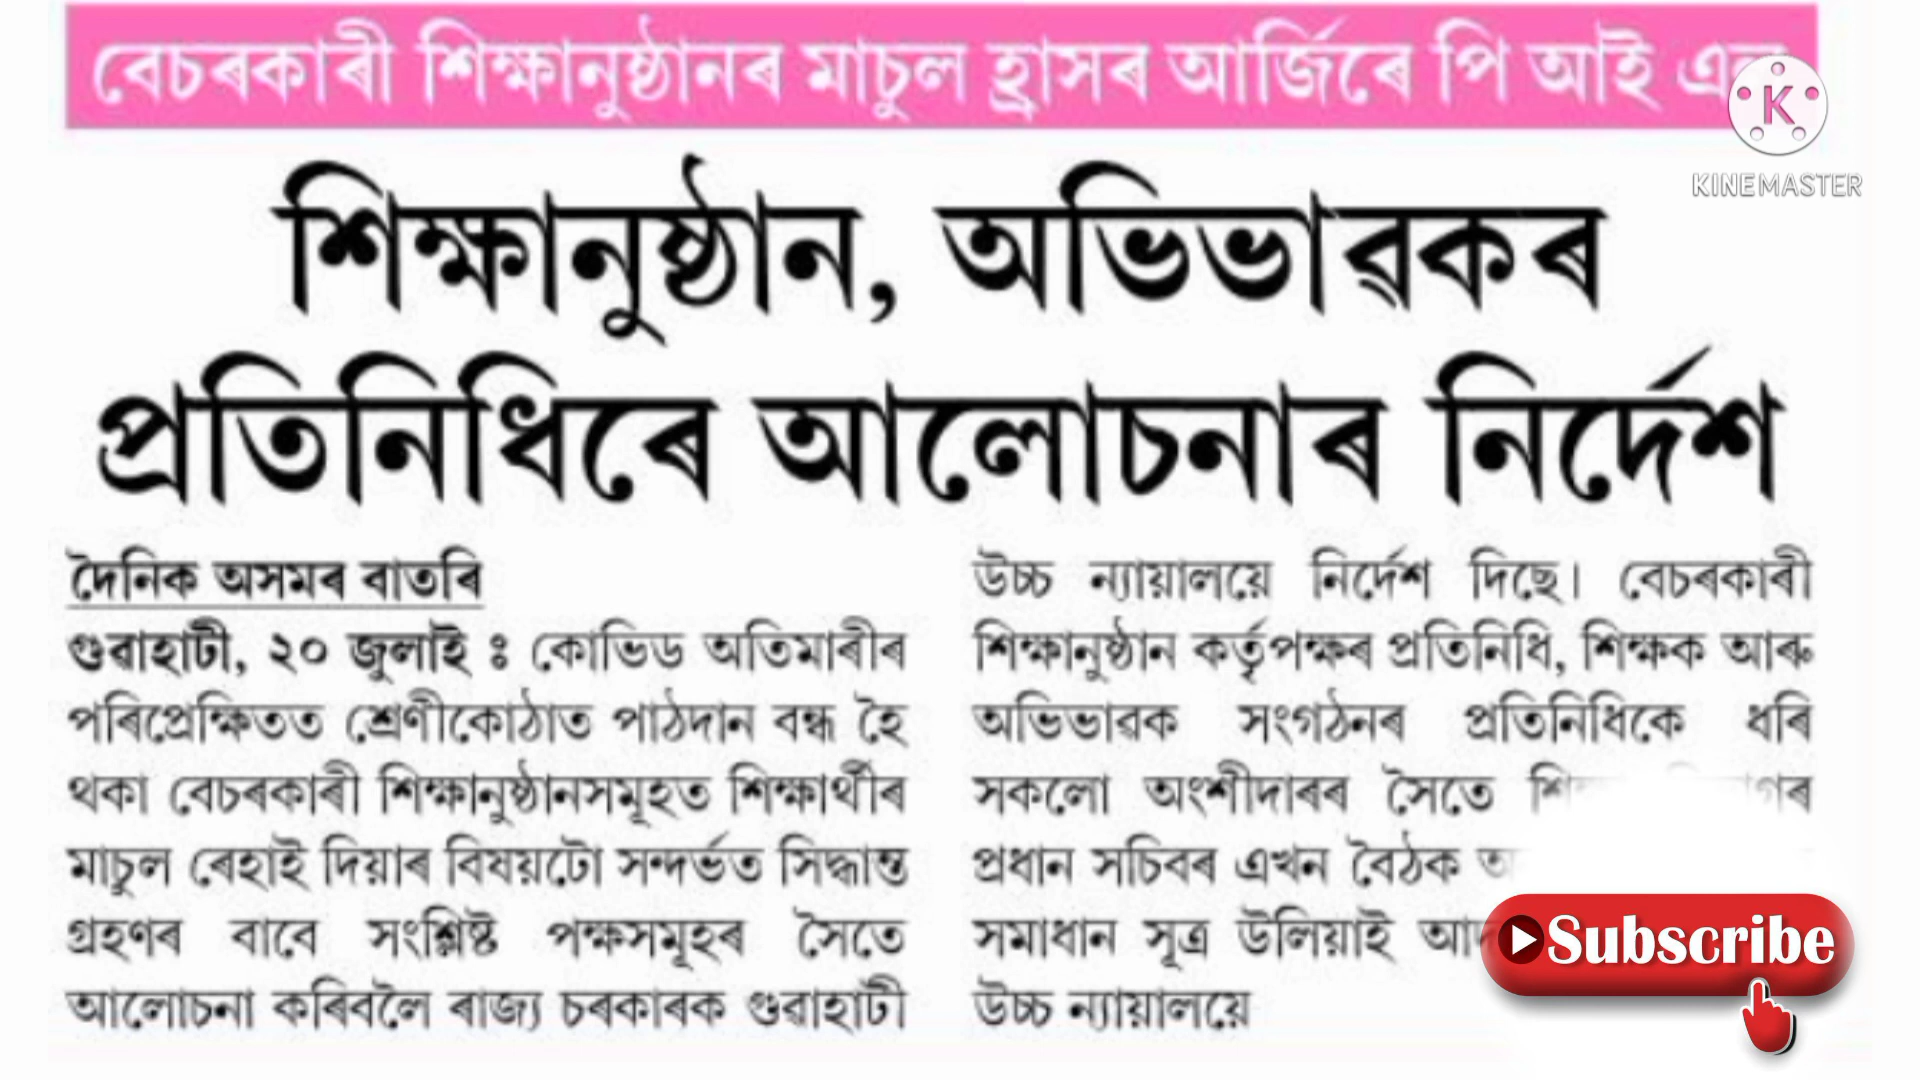 বেচৰকাৰী শিক্ষানুষ্ঠানৰ মাচুল হ্ৰাসৰ আৰ্জিৰে পি আই
KINEMASTER
শিক্ষানুষ্ঠান, অভিভাৱকৰ
প্ৰতিনিধিৰে আলোচনাৰ নিৰ্দেশ
দৈনিক অসমৰ বাতৰি
গুৱাহাটী, ২০ জুলাই ঃ কোভিড অতিমাৰীৰ
পৰিপ্ৰেক্ষিতত শ্ৰেণীকোঠাত পাঠদান বন্ধ হৈ
থকা বেচৰকাৰী শিক্ষানুষ্ঠানসমূহত শিক্ষাৰ্থীৰ
মাচুল ৰেহাই দিয়াৰ বিষয়টো সন্দৰ্ভত সিদ্ধান্ত
গ্ৰহণৰ বাবে সংশ্লিষ্ট পক্ষসমূহৰ সৈতে
আলোচনা কৰিবলৈ ৰাজ্য চৰকাৰক গুৱাহাটী
উচ্চ ন্যায়ালয়ে নিৰ্দেশ দিছে। বেচৰকাৰী
শিক্ষানুষ্ঠান কৰ্তৃপক্ষৰ প্ৰতিনিধি, শিক্ষক আৰু
অভিভাৱক সংগঠনৰ প্ৰতিনিধিকে ধৰি
সকলো অংশীদাৰৰ সৈতে
প্ৰধান সচিবৰ এখন বৈঠক
সমাধান সূত্ৰ উলিয়াই
উচ্চ ন্যায়ালয়ে
Subscribe